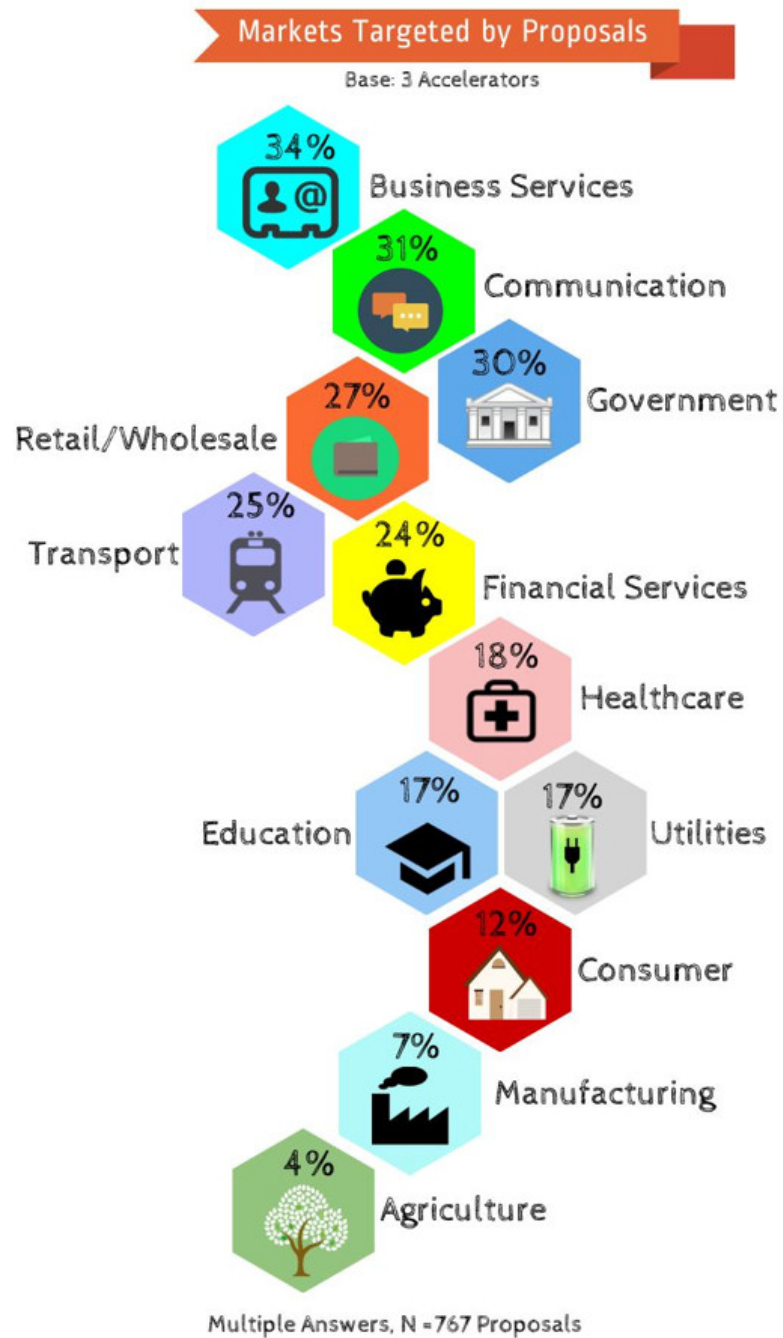 Markets Targeted by Proposals
Base: 3 Accelerators
34%
@
Business Services
31%
Communication
30%
Government
27%
Retail/Wholesale
25%
Transport
24%
Financial Services
18%
Healthcare
17%
Education
17%
Utilities
12%
Consumer
7%
Manufacturing
4%
Agriculture
Multiple Answers, N =767 Proposals